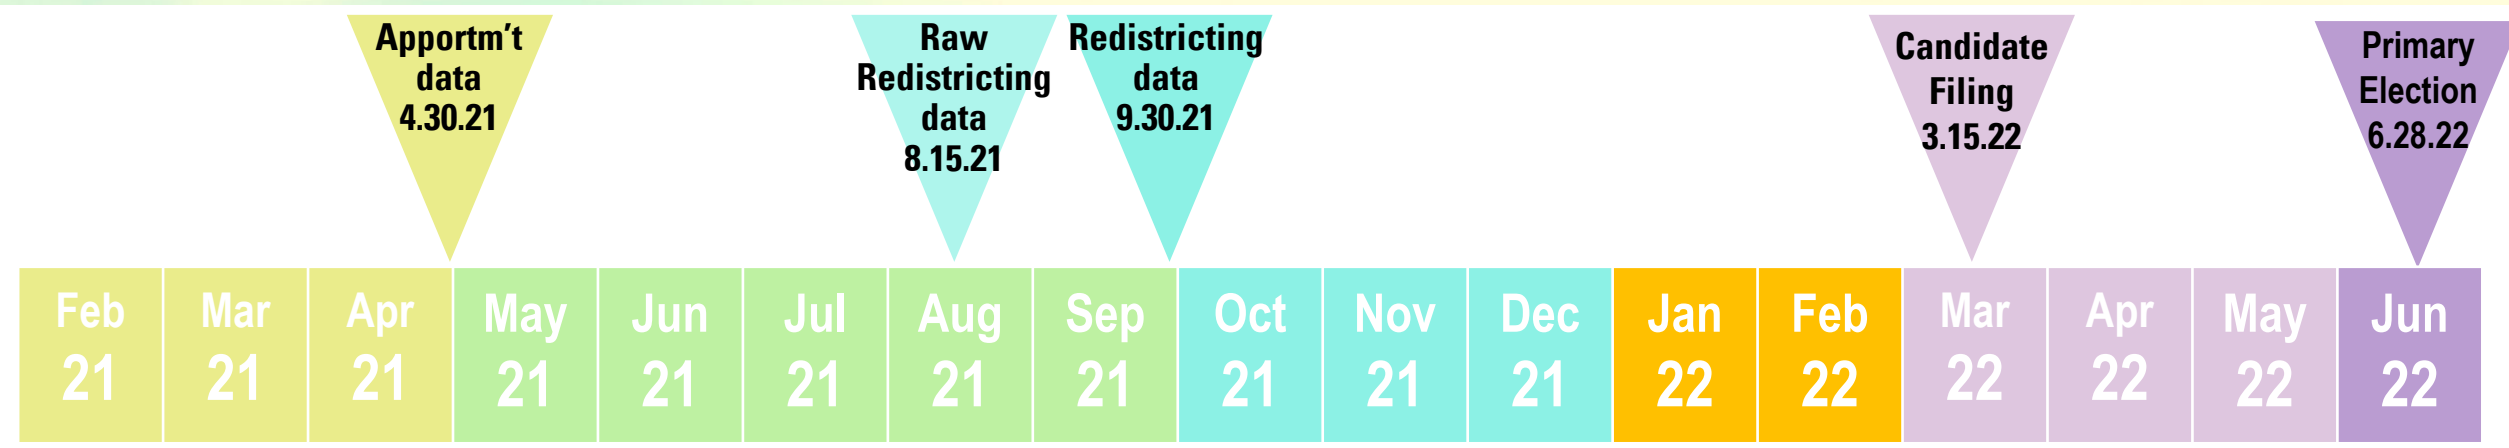 Apportm't
data
4.30.21
Raw
Redistricting
data
8.15.21
Redistricting
data
9.30.21
Candidate
Filing
3.15.22
Primary
Election
6.28.22
Feb
21
Mar
21
Apr
21
May
21
Jun
21
Jul
21
Aug
21
Sep
21
Oct
21
Nov
21
Dec
21
Jan
22
Feb
22
Mar
22
Apr
22
May
22
Jun
22